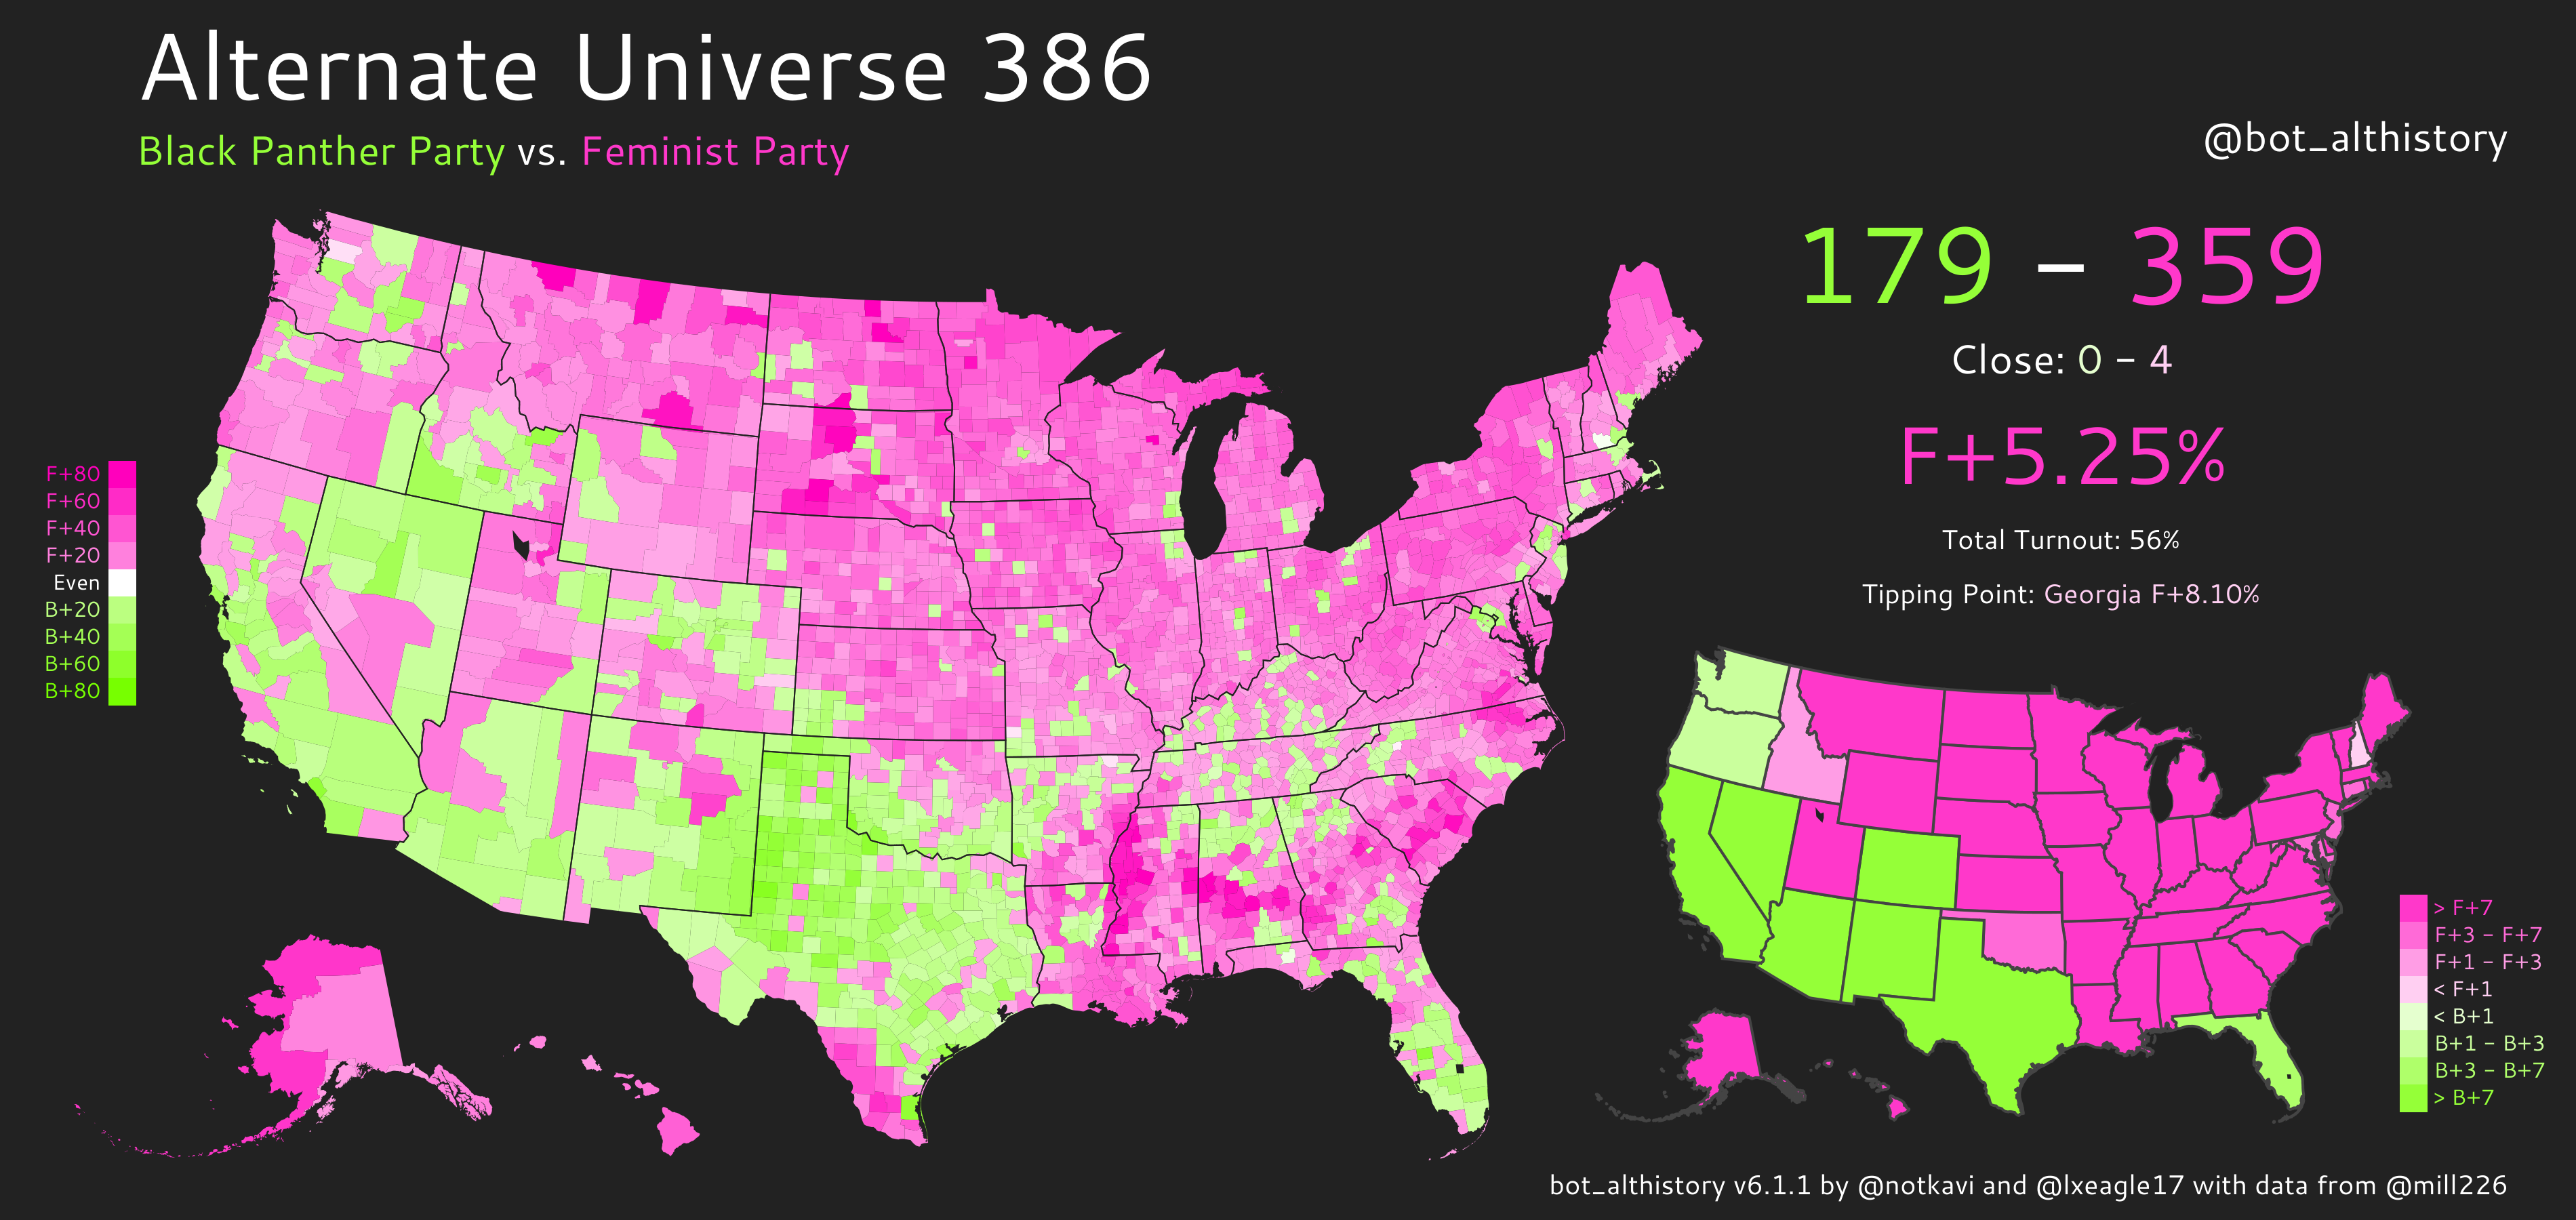 Alternate Universe 386
Black Panther Party vs. Feminist Party
@bot_althistory
179 – 359
Close: 0 – 4
F+5.25%
Total Turnout: 56%
Tipping Point: Georgia F+8.10%
F+80
F+60
F+40
F+20
Even
B+20
B+40
B+60
B+80
> F+7
F+3 – F+7
F+1 – F+3
< F+1
< B+1
B+1 – B+3
B+3 – B+7
> B+7
bot_althistory v6.1.1 by @notkavi and @lxeagle17 with data from @mill226